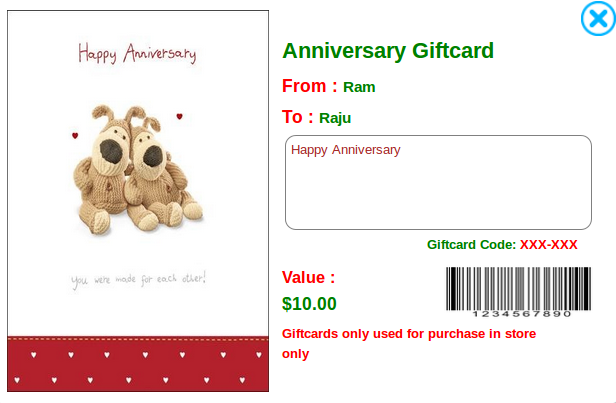 Happy Anniversary
you were made for each other!
Anniversary Giftcard
From : Ram
To : Raju
Happy Anniversary
Giftcard Code: XXX-XXX
Value :
$10.00
1234567890
Giftcards only used for purchase in store
only